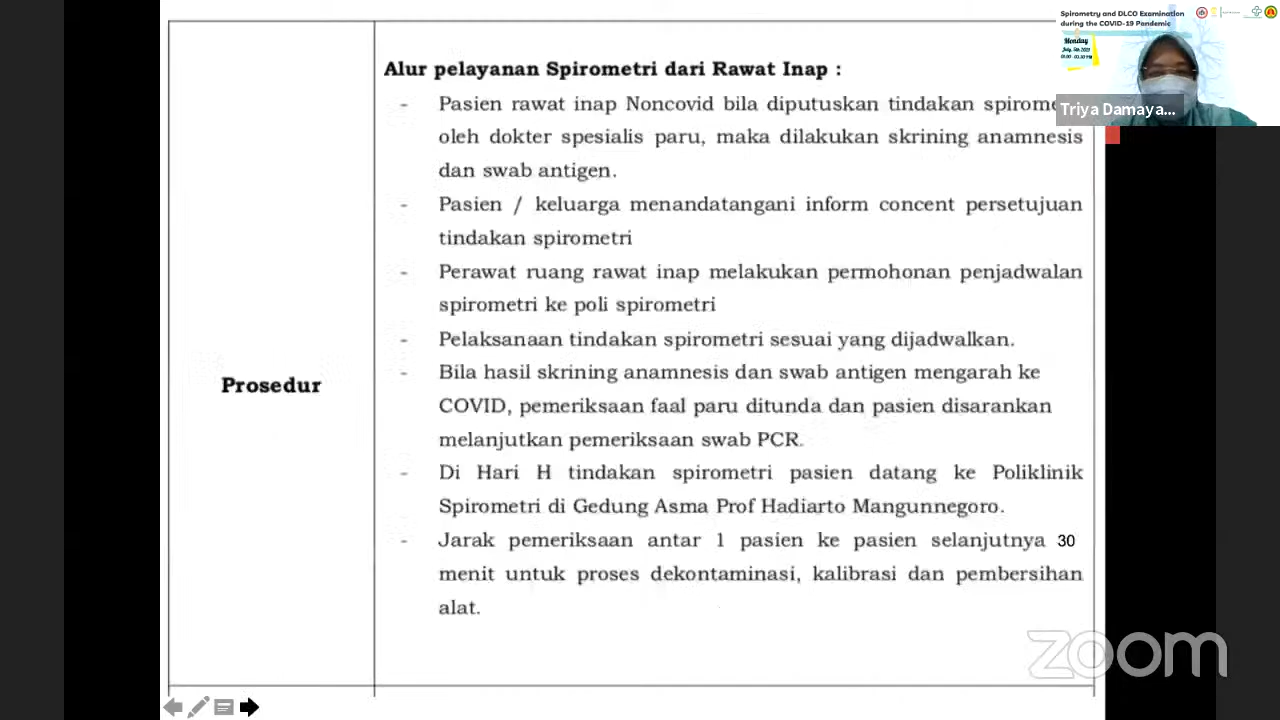 Spirometry and DLCO Examination
during the COVID-19 Pandemic
Monday
Triya Damaya...
Alur pelayanan Spirometri dari Rawat Inap :
- Pasien rawat inap Noncovid bila diputuskan tindakan
oleh dokter spesialis paru, maka dilakukan skrining anamnesis
dan swab antigen.
- Pasien / keluarga menandatangani inform concent persetujuan
tindakan spirometri
- Perawat ruang rawat inap melakukan permohonan penjadwalan
spirometri ke poli spirometri
- Pelaksanaan tindakan spirometri sesuai yang dijadwalkan.
- Bila hasil skrining anamnesis dan swab antigen mengarah ke
COVID, pemeriksaan faal paru ditunda dan pasien disarankan
melanjutkan pemeriksaan swab PCR.
Prosedur
- Di Hari H tindakan spirometri pasien datang ke Poliklinik
Spirometri di Gedung Asma Prof Hadiarto Mangunnegoro.
- Jarak pemeriksaan antar 1 pasien ke pasien selanjutnya 30
menit untuk proses dekontaminasi, kalibrasi dan pembersihan
alat.
zoom